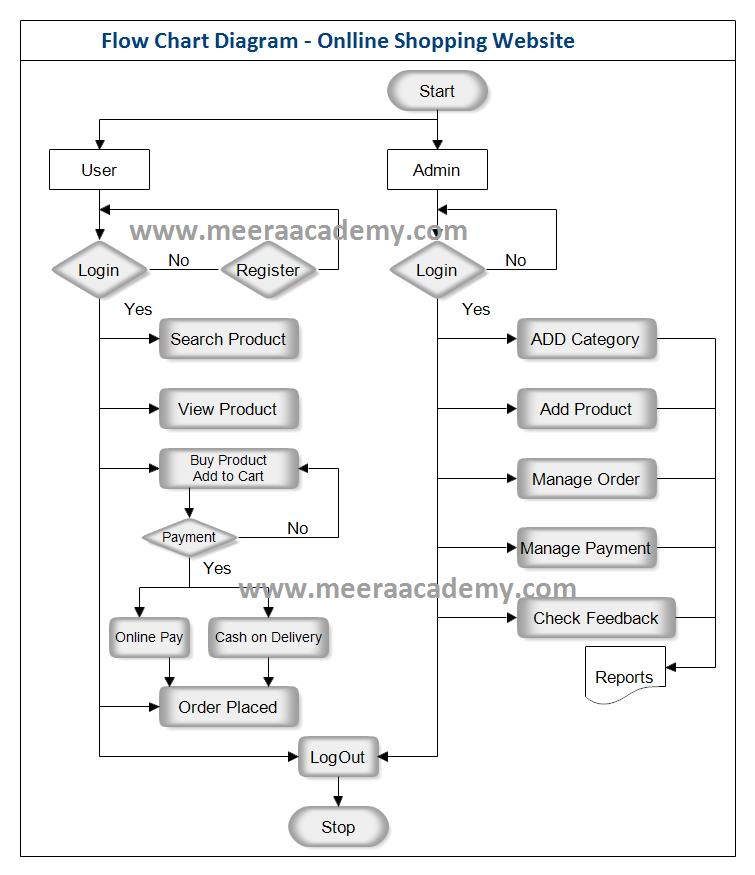 Flow Chart Diagram - Onlline Shopping Website
Start
User
Admin
www.meeraacademy.com
Login
No
Register
Login
No
Yes
Yes
Search Product
ADD Category
View Product
Add Product
Buy Product
Add to Cart
Manage Order
Payment
No
Manage Payment
Yes
www.meeraacademy.com
Online Pay
Cash on Delivery
Check Feedback
Reports
Order Placed
LogOut
Stop